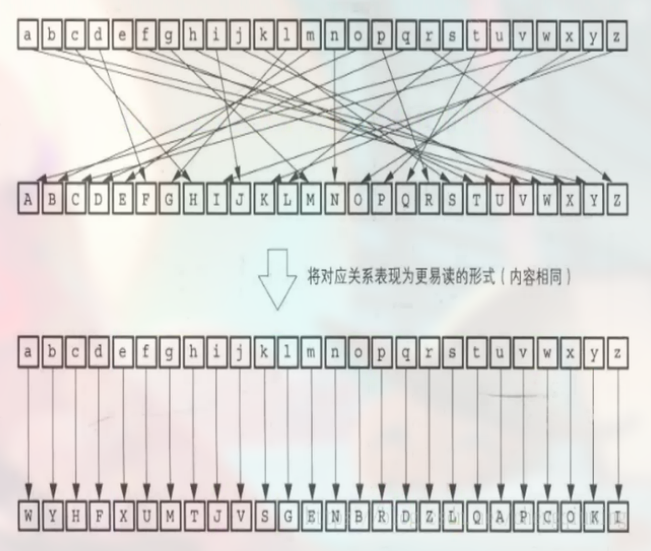 a b c d e f g h i j k l m n o p q r s t u v w x y z
A B C D E F G H I J K L M N O P Q R S T U V W X Y Z
将对应关系表现为更易读的形式（内容相同）
a b c d e f g h i j k l m n o p q r s t u v w x y z
W Y H F X U M T J V S G E N B R D Z L Q A P C O K I